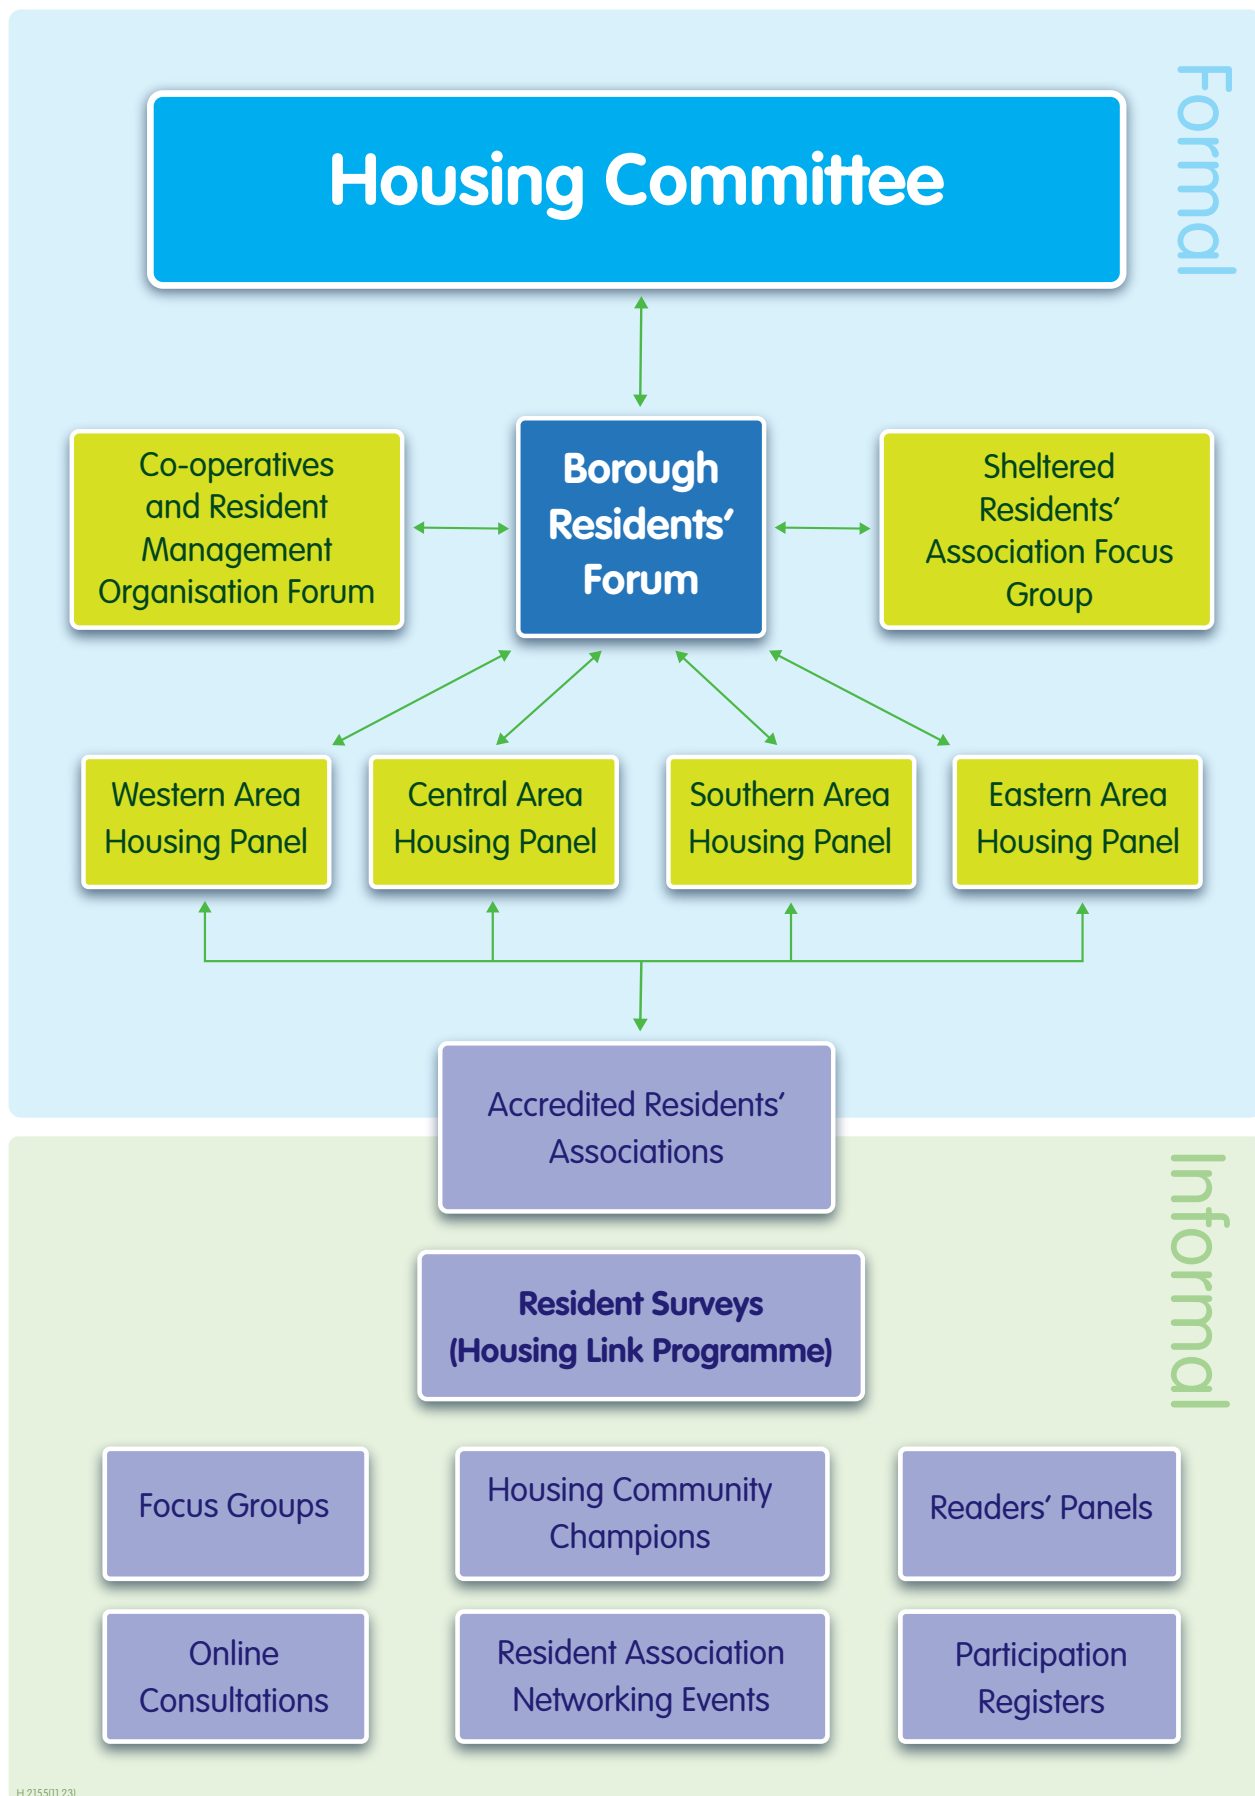 Formal
Housing Committee
Co-operatives
and Resident
Management
Organisation Forum
Borough
Residents’
Forum
Sheltered
Residents’
Association Focus
Group
Western Area
Housing Panel
Central Area
Housing Panel
Southern Area
Housing Panel
Eastern Area
Housing Panel
Accredited Residents’
Associations
Informal
Resident Surveys
(Housing Link Programme)
Focus Groups
Housing Community
Champions
Readers’ Panels
Online
Consultations
Resident Association
Networking Events
Participation
Registers
H 2155(11.23)